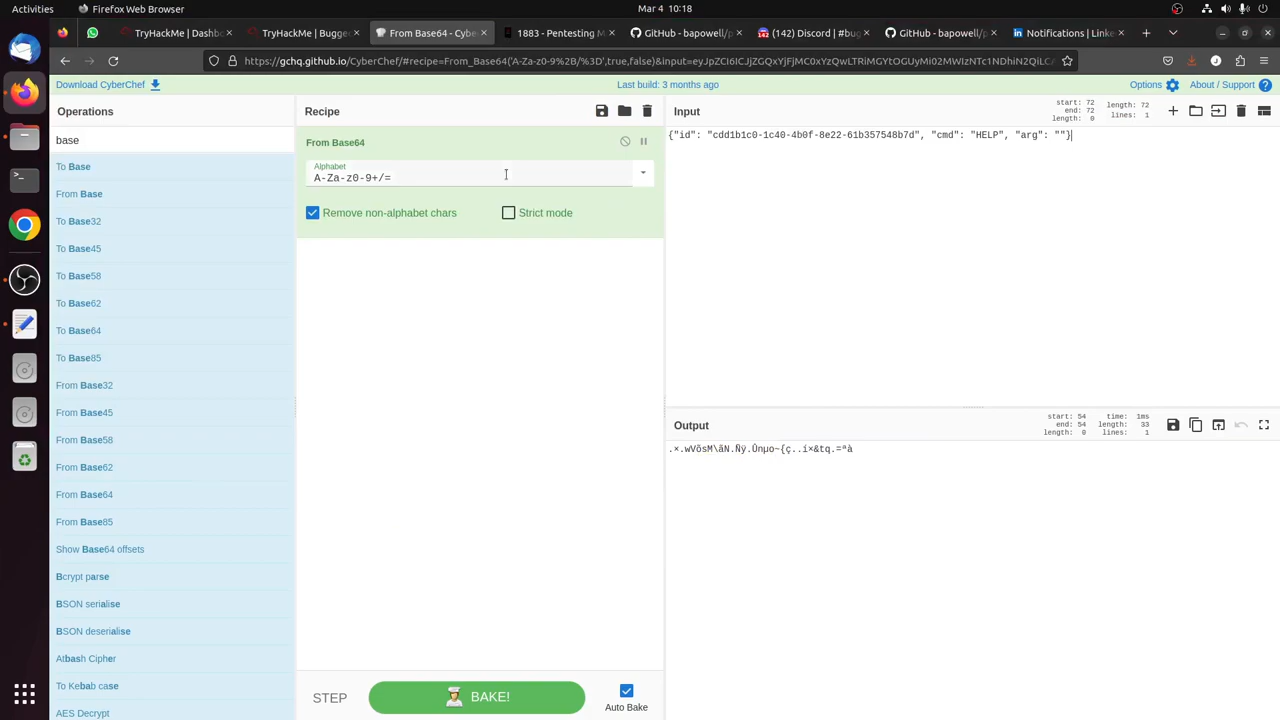 Activities
Firefox Web Browser
Mar 4 10:18
TryHackMe | Dashb
TryHackMe | Bugge
From Base64 - Cybe
1883 - Pentesting M
GitHub - bapowell/p
(142) Discord | #bug
GitHub - bapowell/p
Notifications | Linke
https://gchq.github.io/CyberChef/#recipe=From_Base64('A-Za-z0-9%2B/%3D',true,false)&input=
Download CyberChef
Last build: 3 months ago
Options
About / Support
Operations
Recipe
Input
start: 72
end: 72
length: 0
length: 72
lines: 1
base
From Base64
{"id": "cdd1b1c0-1c40-4b0f-8e22-61b357548b7d", "cmd": "HELP", "arg": ""}
Alphabet
A-Za-z0-9+/=
Remove non-alphabet chars
Strict mode
To Base
From Base
To Base32
To Base45
To Base58
To Base62
To Base64
To Base85
From Base32
From Base45
From Base58
From Base62
From Base64
From Base85
Show Base64 offsets
Bcrypt parse
BSON serialise
BSON deserialise
Atbash Cipher
To Kebab case
AES Decrypt
Output
start: 54
end: 54
length: 0
time: 1ms
length: 33
lines: 1
.×.wVõsM\ãN.Ñÿ.Ûnµo~{ç..í×&tq.=ªà
STEP
BAKE!
Auto Bake